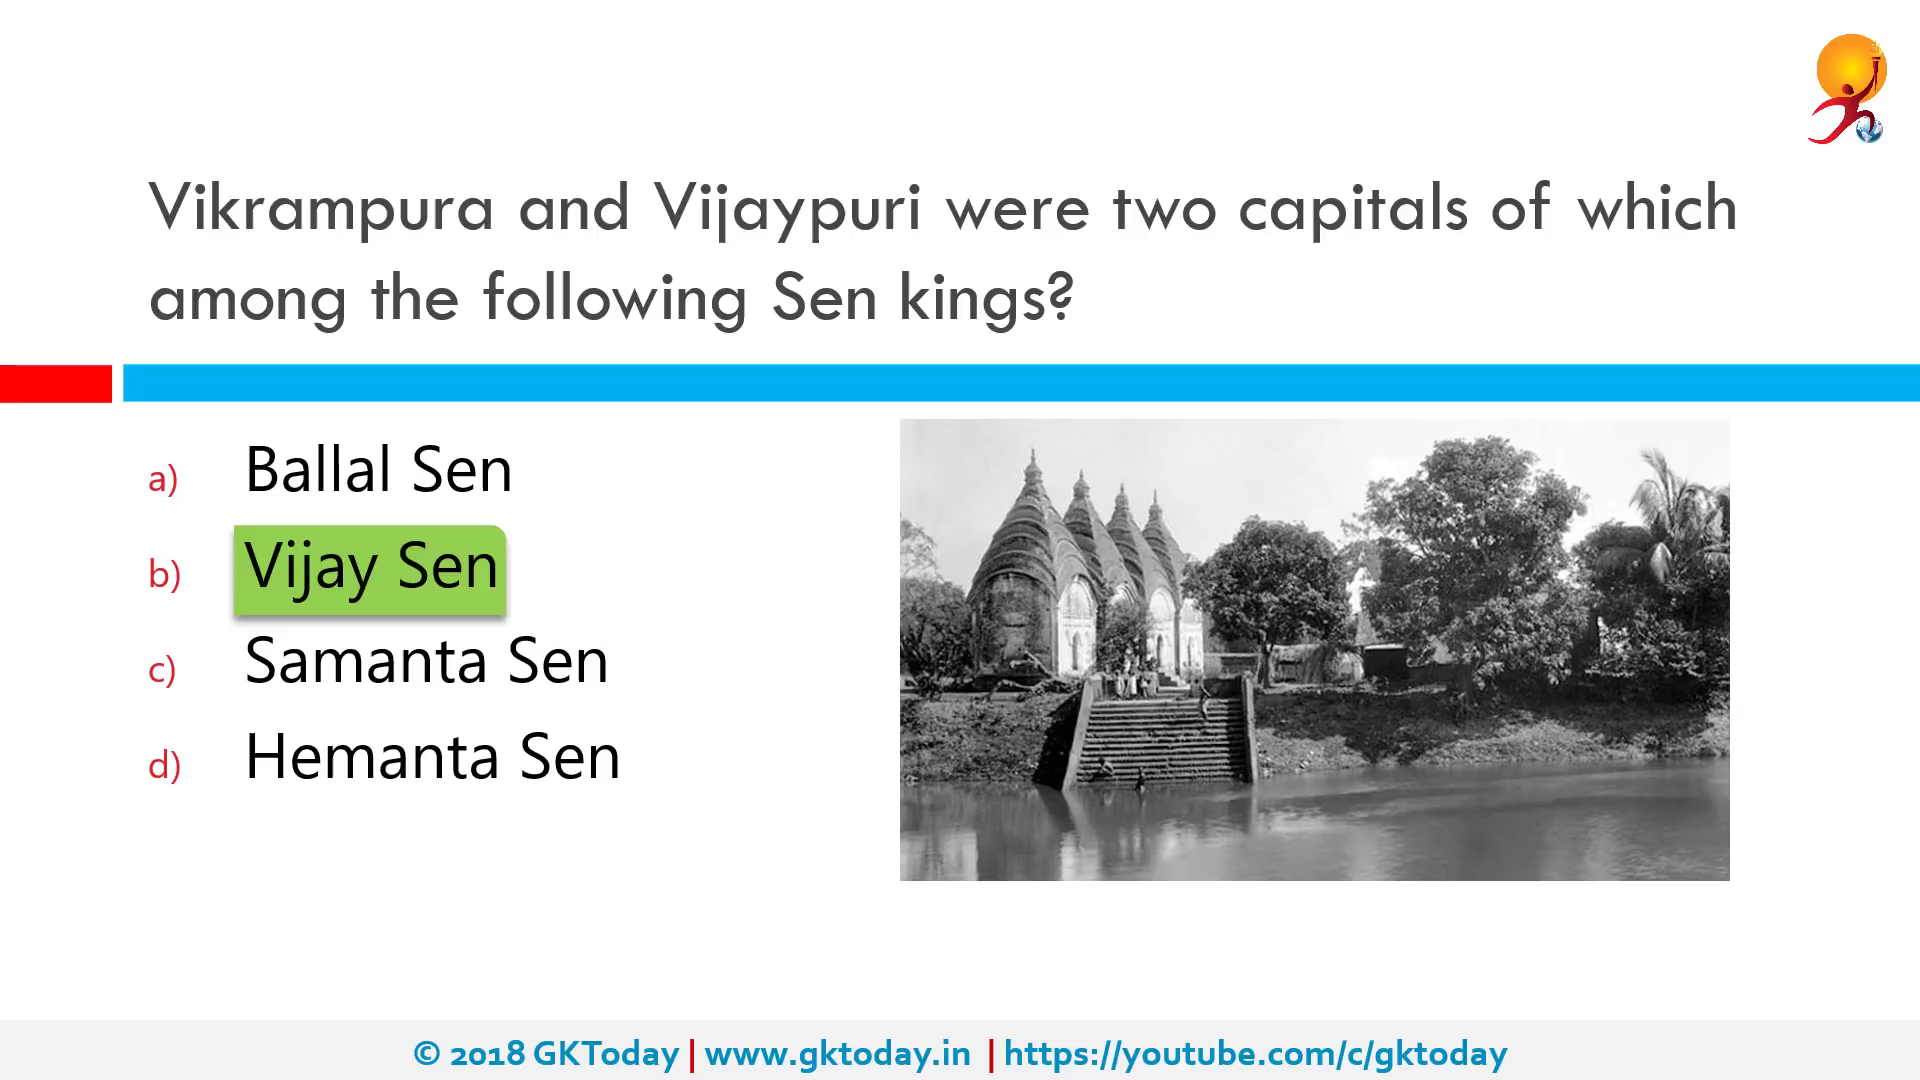 Vikrampura and Vijaypuri were two capitals of which
among the following Sen kings?
a) Ballal Sen
b) Vijay Sen
c) Samanta Sen
d) Hemanta Sen
© 2018 GKToday | www.gktoday.in | https://youtube.com/c/gktoday